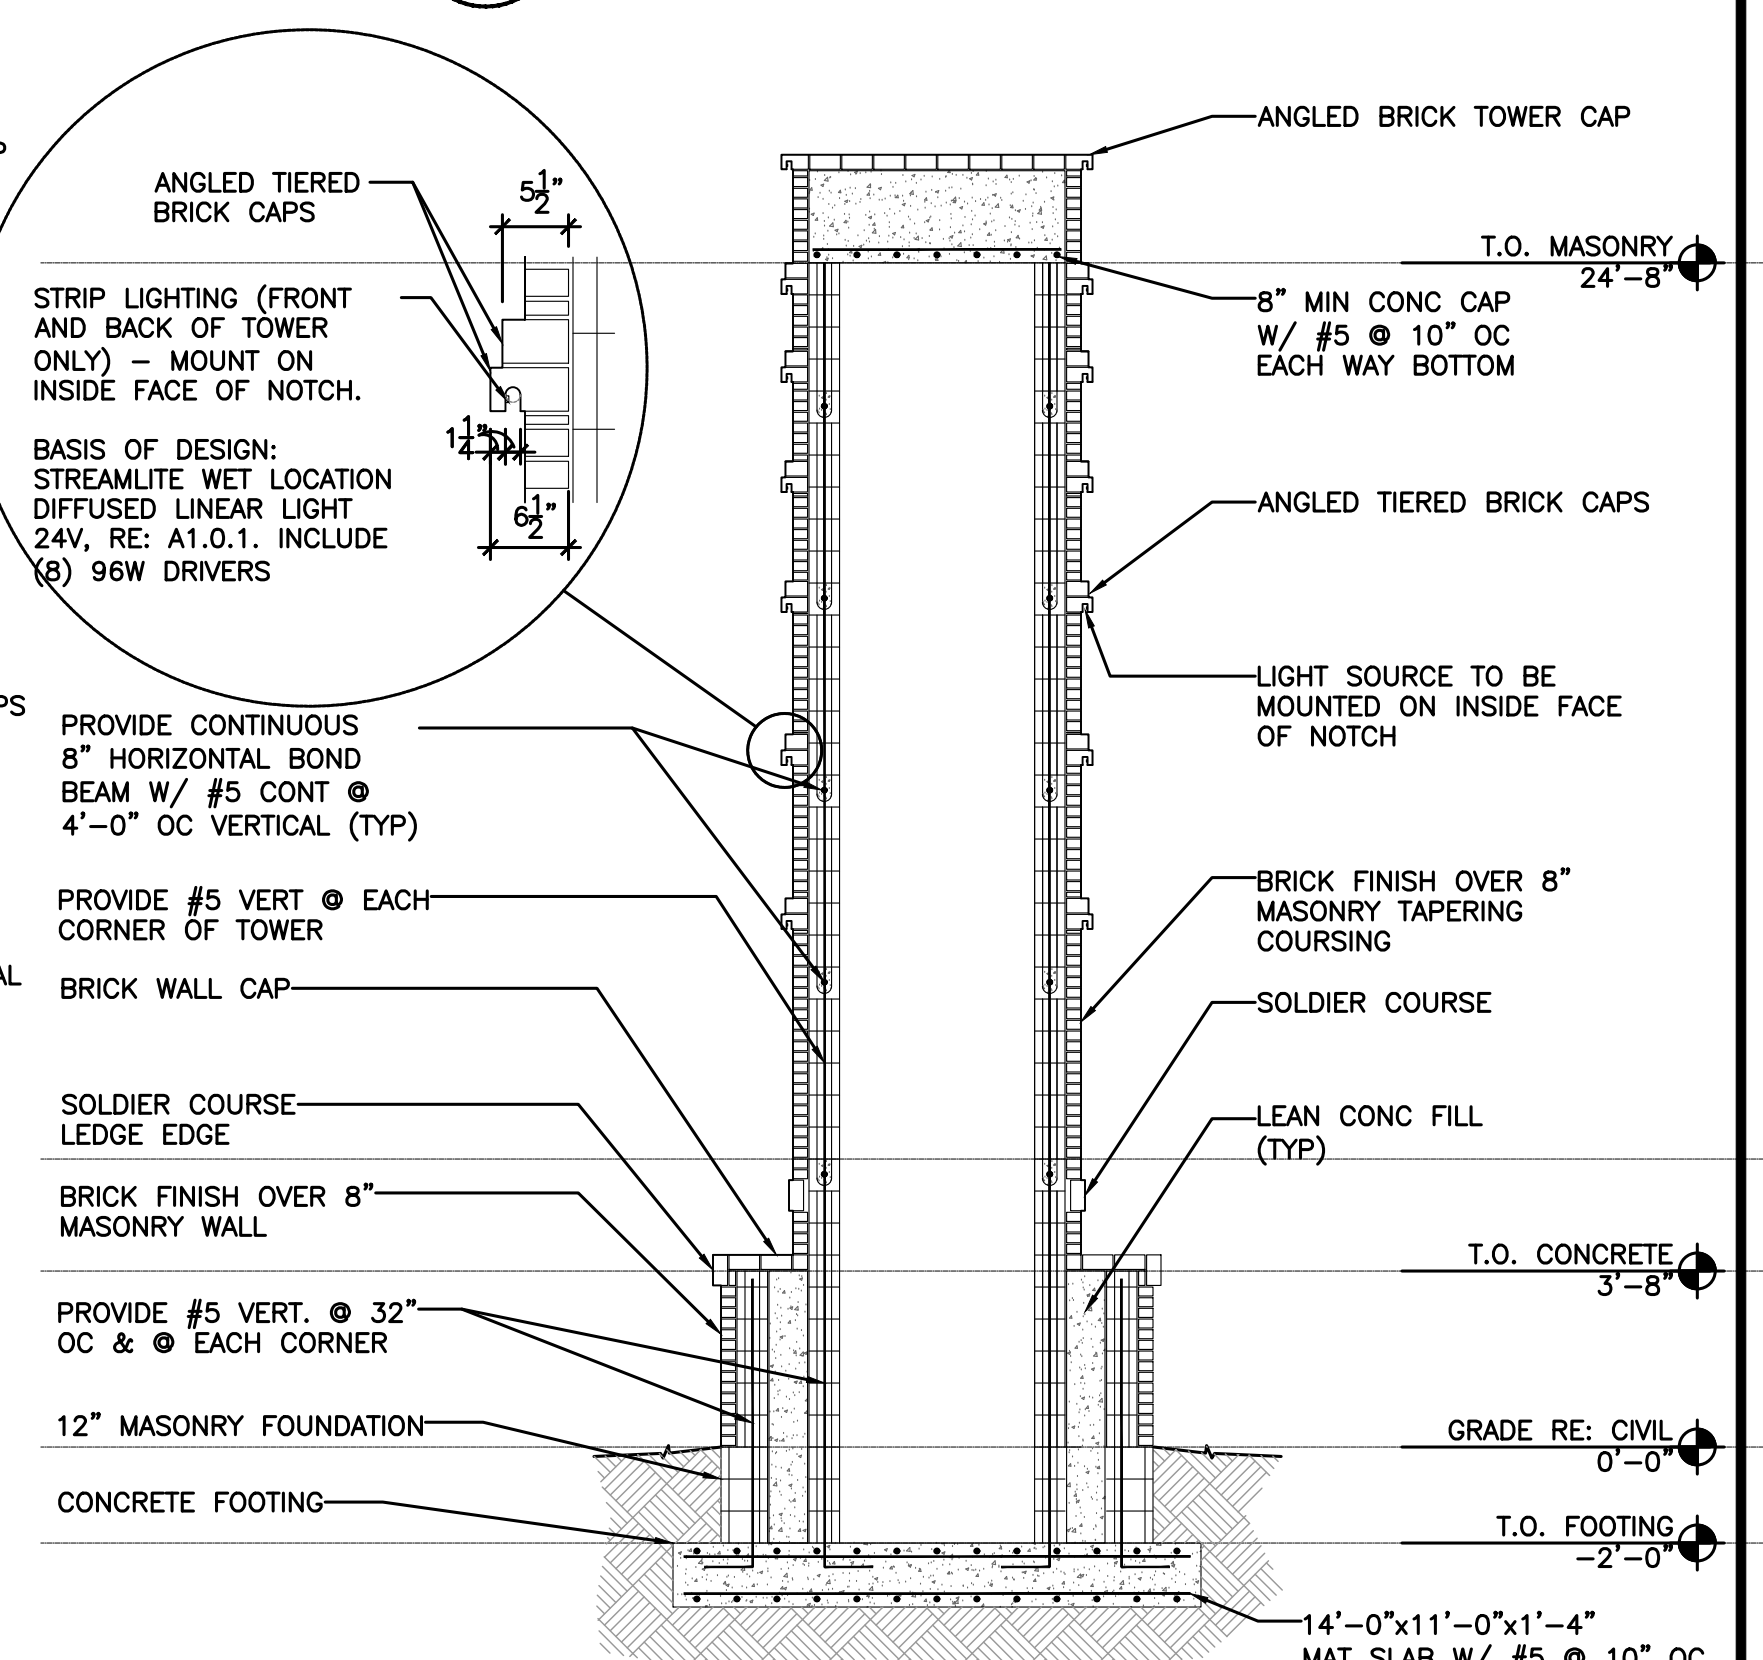 ANGLED TIERED
BRICK CAPS
5 1/2"
STRIP LIGHTING (FRONT
AND BACK OF TOWER
ONLY) – MOUNT ON
INSIDE FACE OF NOTCH.
1 1/4"
BASIS OF DESIGN:
STREAMLITE WET LOCATION
DIFFUSED LINEAR LIGHT
24V, RE: A1.0.1. INCLUDE
(8) 96W DRIVERS
6 1/2"
PS
PROVIDE CONTINUOUS
8" HORIZONTAL BOND
BEAM W/ #5 CONT @
4'-0" OC VERTICAL (TYP)
PROVIDE #5 VERT @ EACH
CORNER OF TOWER
AL
BRICK WALL CAP
SOLDIER COURSE
LEDGE EDGE
BRICK FINISH OVER 8"
MASONRY WALL
PROVIDE #5 VERT. @ 32"
OC & @ EACH CORNER
12" MASONRY FOUNDATION
CONCRETE FOOTING
ANGLED BRICK TOWER CAP
T.O. MASONRY
24'-8"
8" MIN CONC CAP
W/ #5 @ 10" OC
EACH WAY BOTTOM
ANGLED TIERED BRICK CAPS
LIGHT SOURCE TO BE
MOUNTED ON INSIDE FACE
OF NOTCH
BRICK FINISH OVER 8"
MASONRY TAPERING
COURSING
SOLDIER COURSE
LEAN CONC FILL
(TYP)
T.O. CONCRETE
3'-8"
GRADE RE: CIVIL
0'-0"
T.O. FOOTING
-2'-0"
14'-0"x11'-0"x1'-4"
MAT SLAB W/ #5 @ 10" OC